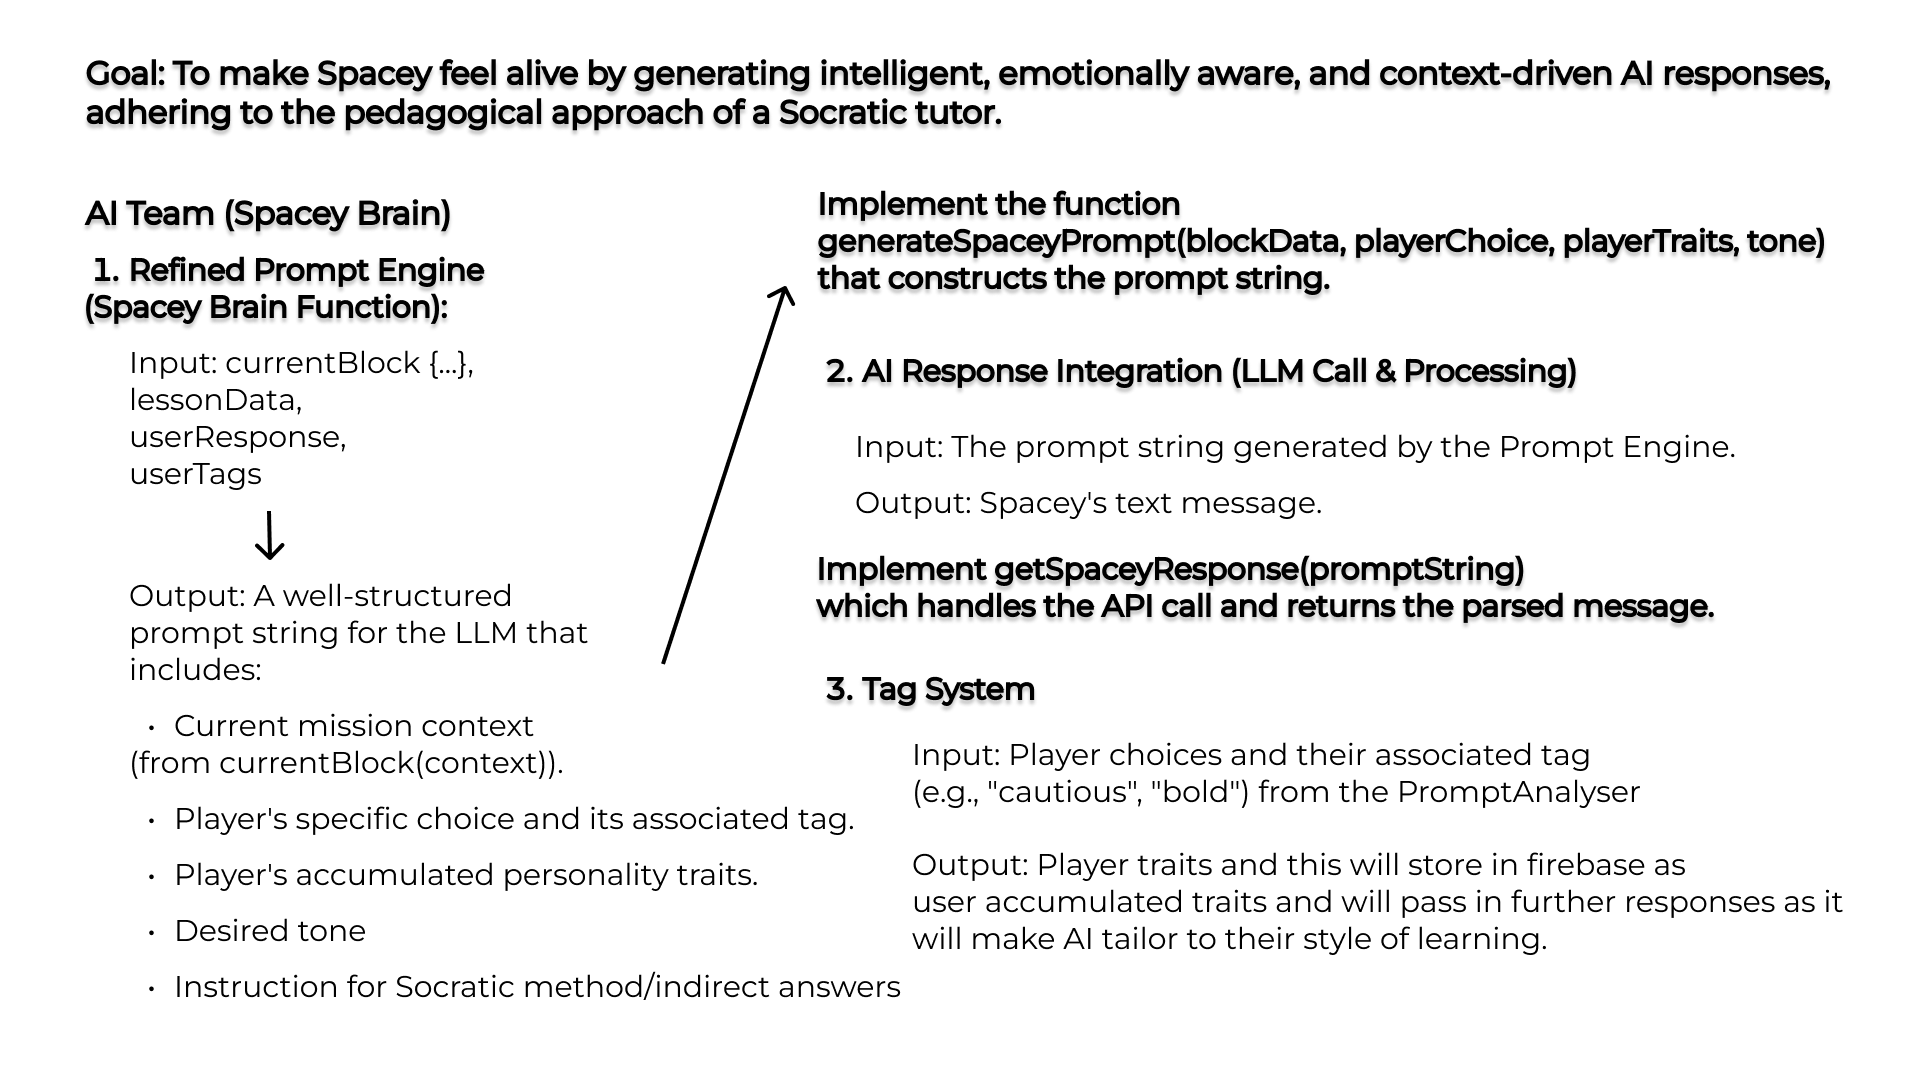 Goal: To make Spacey feel alive by generating intelligent, emotionally aware, and context-driven AI responses,
adhering to the pedagogical approach of a Socratic tutor.
AI Team (Spacey Brain)
1. Refined Prompt Engine
(Spacey Brain Function):
Input: currentBlock {...},
lessonData,
userResponse,
userTags
Output: A well-structured
prompt string for the LLM that
includes:
• Current mission context
(from currentBlock(context)).
• Player's specific choice and its associated tag.
• Player's accumulated personality traits.
• Desired tone
• Instruction for Socratic method/indirect answers
Implement the function
generateSpaceyPrompt(blockData, playerChoice, playerTraits, tone)
that constructs the prompt string.
2. AI Response Integration (LLM Call & Processing)
Input: The prompt string generated by the Prompt Engine.
Output: Spacey's text message.
Implement getSpaceyResponse(promptString)
which handles the API call and returns the parsed message.
3. Tag System
Input: Player choices and their associated tag
(e.g., "cautious", "bold") from the PromptAnalyser
Output: Player traits and this will store in firebase as
user accumulated traits and will pass in further responses as it
will make AI tailor to their style of learning.